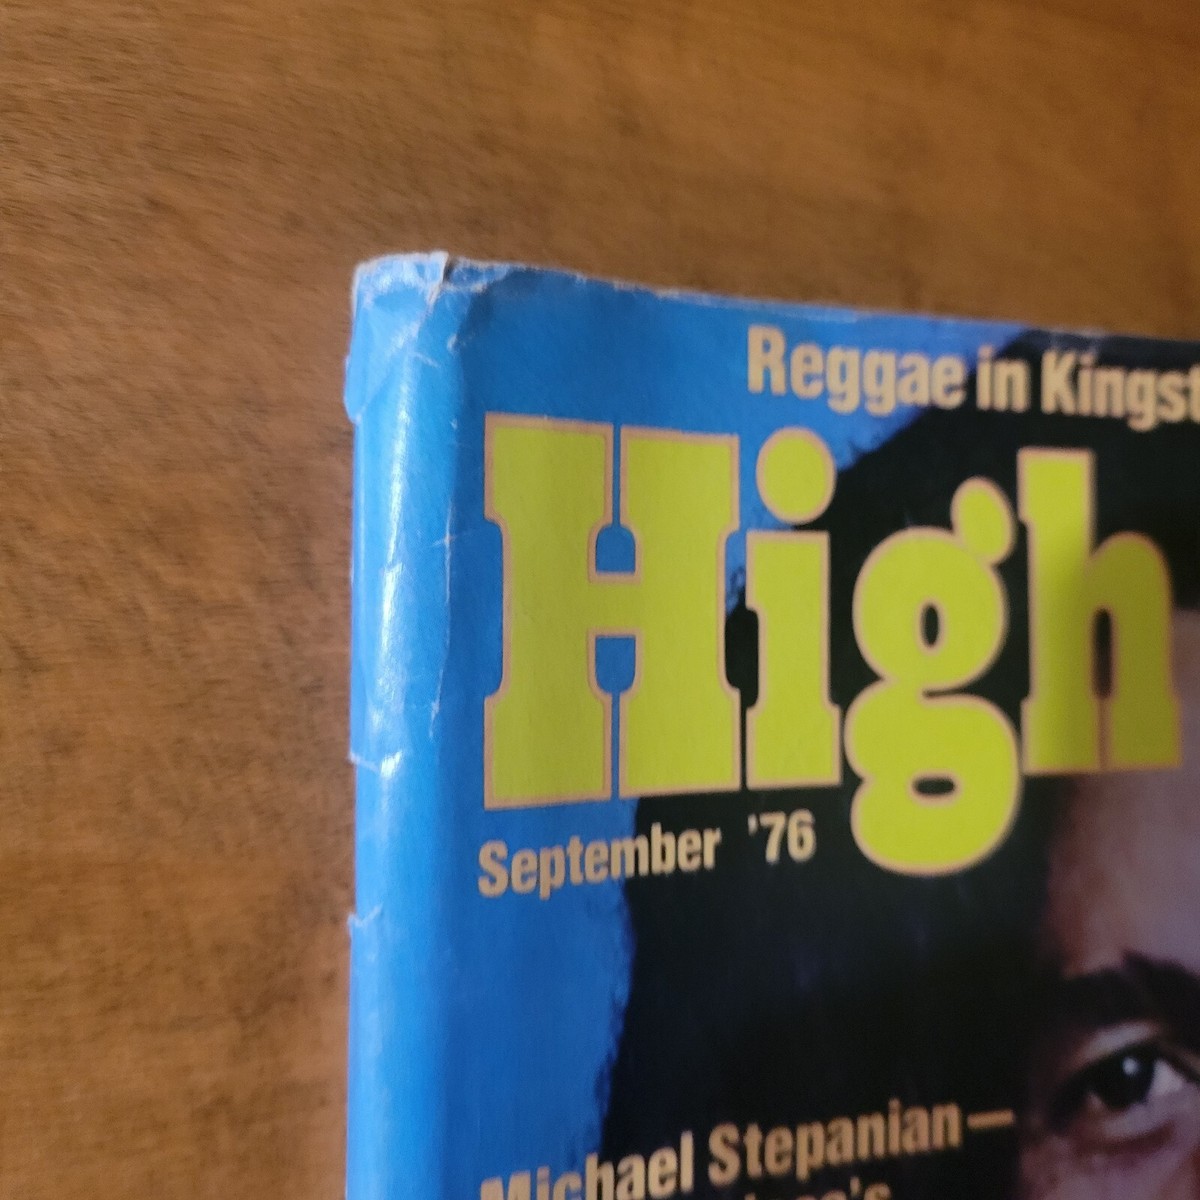 Reggae in Kingst
High
September '76
Michael Stepanian—